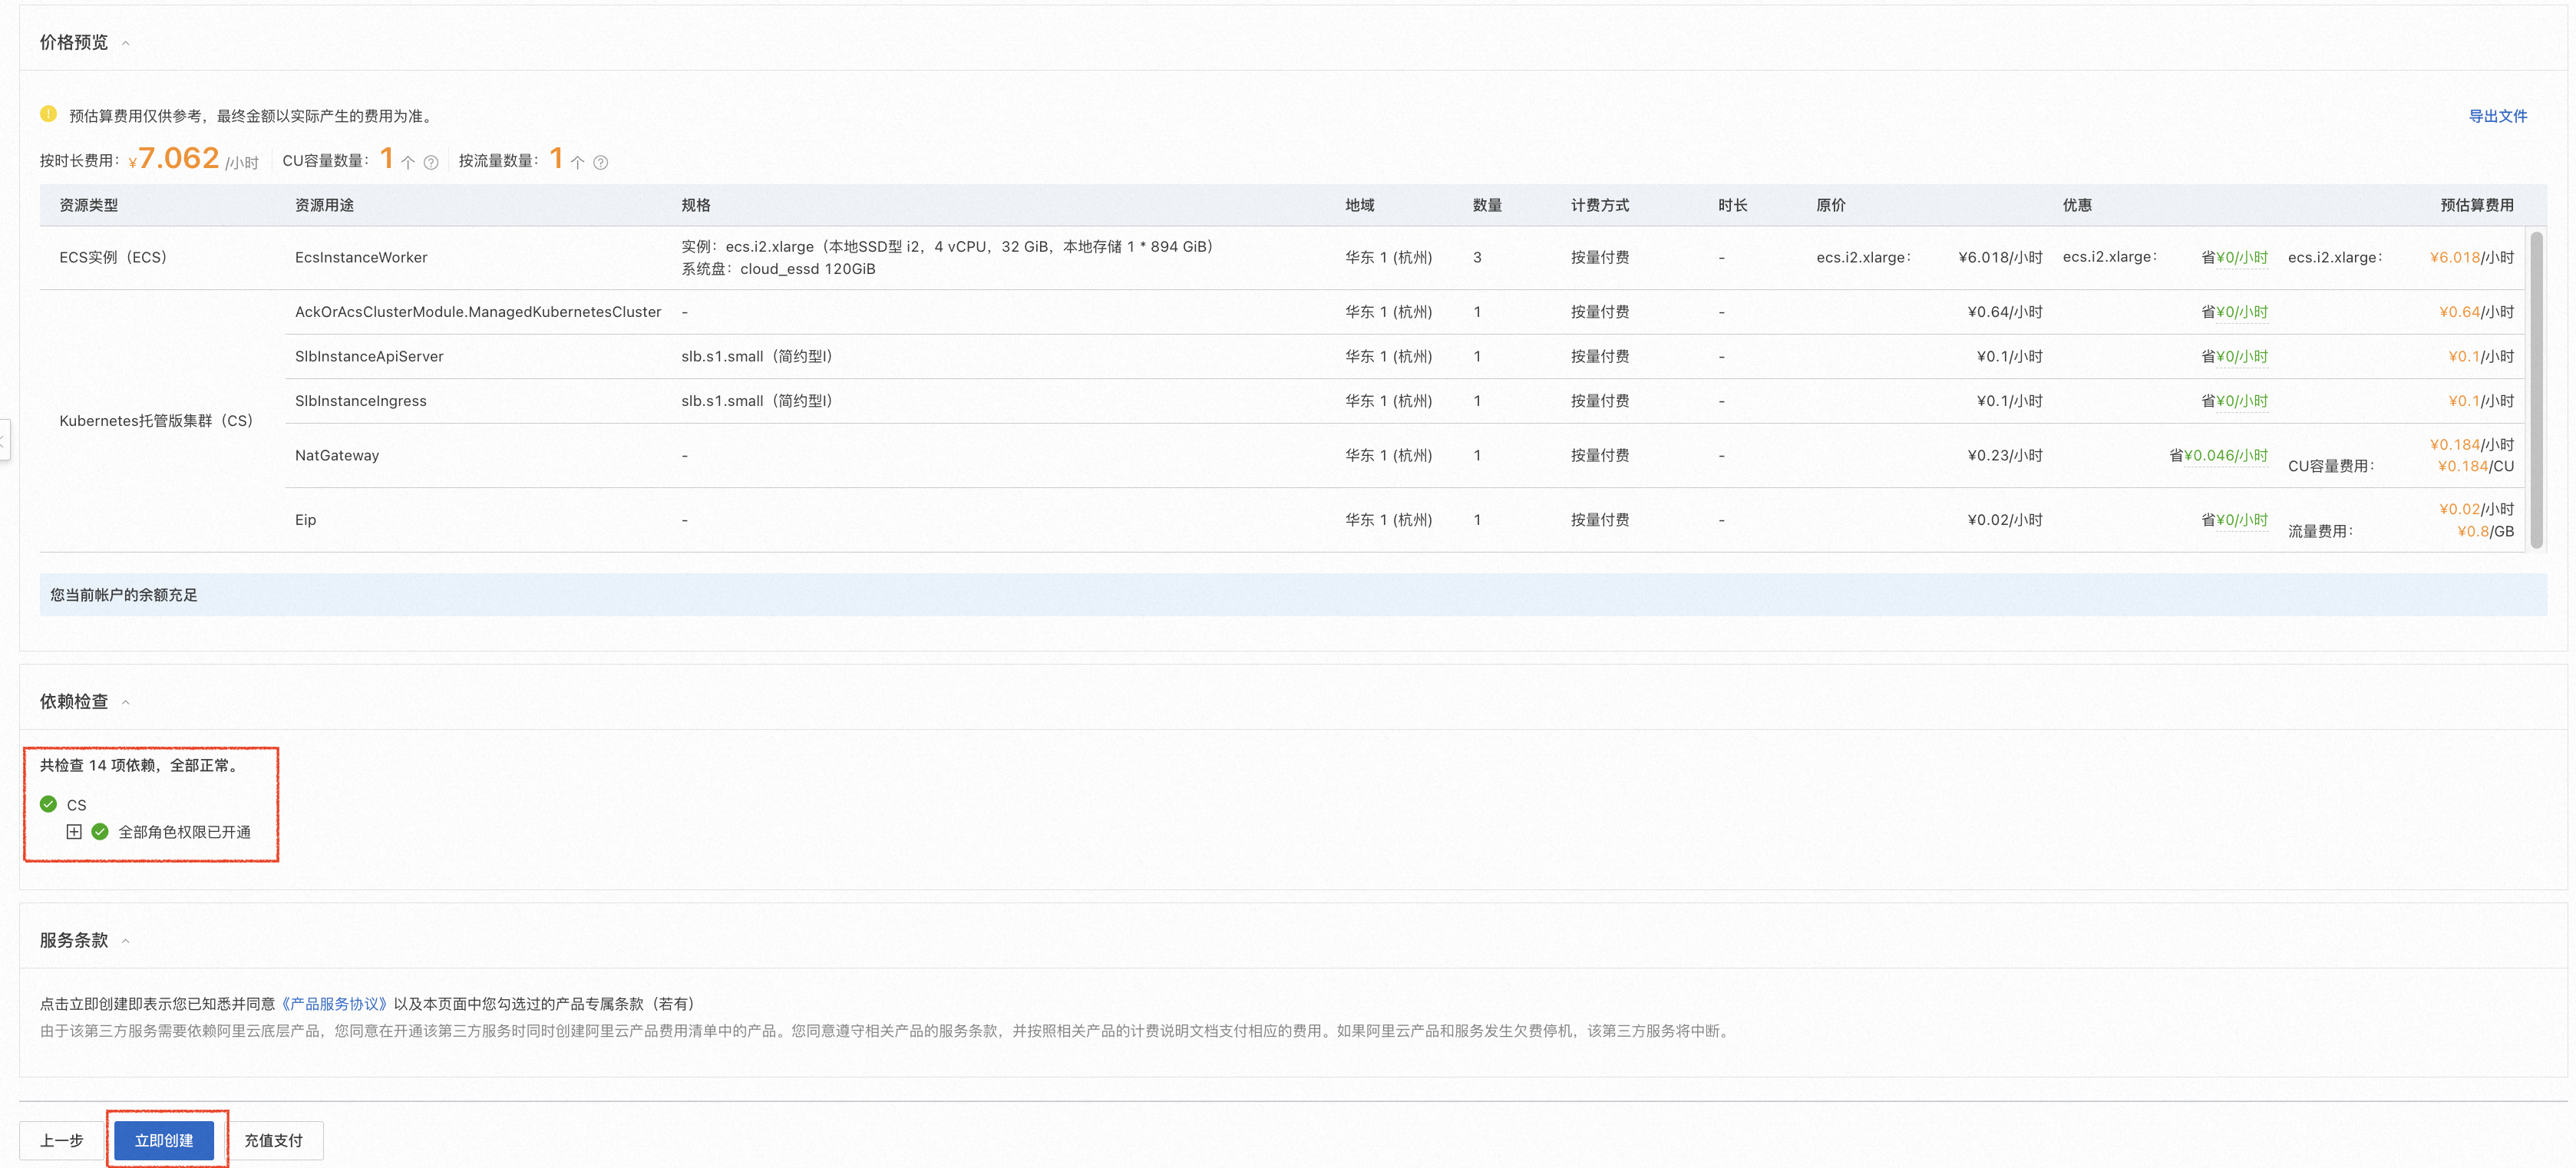 价格预览
预估算费用仅供参考，最终金额以实际产生的费用为准。 导出文件
按时长费用： ¥7.062 /小时 CU容量数量： 1 个 按流量数量： 1 个
资源类型 资源用途 规格 地域 数量 计费方式 时长 原价 优惠 预估算费用
ECS实例（ECS） EcsInstanceWorker 实例：ecs.i2.xlarge（本地SSD型 i2，4 vCPU，32 GiB，本地存储 1 * 894 GiB） 华东 1 (杭州) 3 按量付费 - ecs.i2.xlarge： ¥6.018/小时 ecs.i2.xlarge： 省¥0/小时 ecs.i2.xlarge： ¥6.018/小时
系统盘：cloud_essd 120GiB
Kubernetes托管版集群（CS）
AckOrAcsClusterModule.ManagedKubernetesCluster - 华东 1 (杭州) 1 按量付费 - ¥0.64/小时 省¥0/小时 ¥0.64/小时
SlbInstanceApiServer slb.s1.small（简约型I） 华东 1 (杭州) 1 按量付费 - ¥0.1/小时 省¥0/小时 ¥0.1/小时
SlbInstanceIngress slb.s1.small（简约型I） 华东 1 (杭州) 1 按量付费 - ¥0.1/小时 省¥0/小时 ¥0.1/小时
NatGateway - 华东 1 (杭州) 1 按量付费 - ¥0.23/小时 省¥0.046/小时 ¥0.184/小时
CU容量费用： ¥0.184/CU
Eip - 华东 1 (杭州) 1 按量付费 - ¥0.02/小时 省¥0/小时 ¥0.02/小时
流量费用： ¥0.8/GB
您当前帐户的余额充足
依赖检查
共检查 14 项依赖，全部正常。
CS
全部角色权限已开通
服务条款
点击立即创建即表示您已知悉并同意《产品服务协议》以及本页面中您勾选过的产品专属条款（若有）
由于该第三方服务需要依赖阿里云底层产品，您同意在开通该第三方服务时同时创建阿里云产品费用清单中的产品。您同意遵守相关产品的服务条款，并按照相关产品的计费说明文档支付相应的费用。如果阿里云产品和服务发生欠费停机，该第三方服务将中断。
上一步 立即创建 充值支付